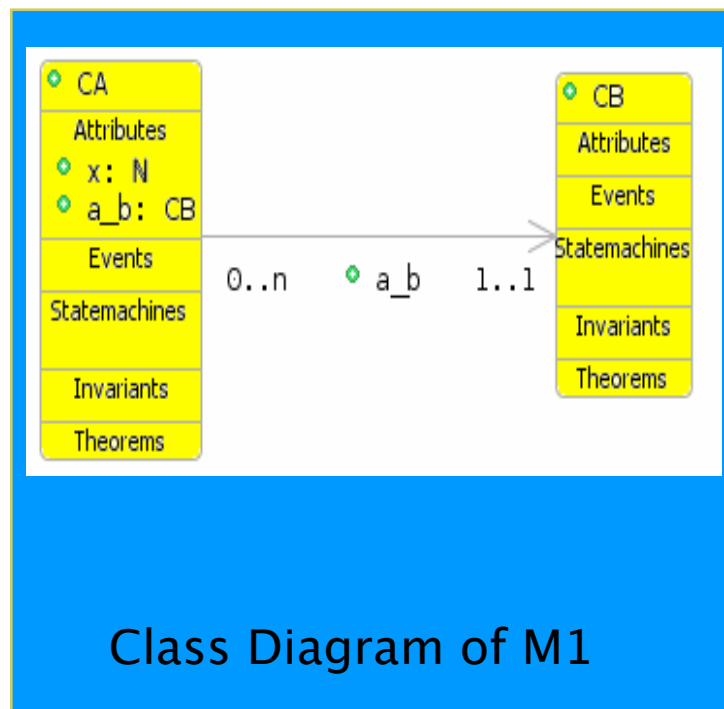 CA
Attributes
x: ℕ
a_b: CB
Events
Statemachines
Invariants
Theorems
0..n a_b 1..1
CB
Attributes
Events
Statemachines
Invariants
Theorems
Class Diagram of M1